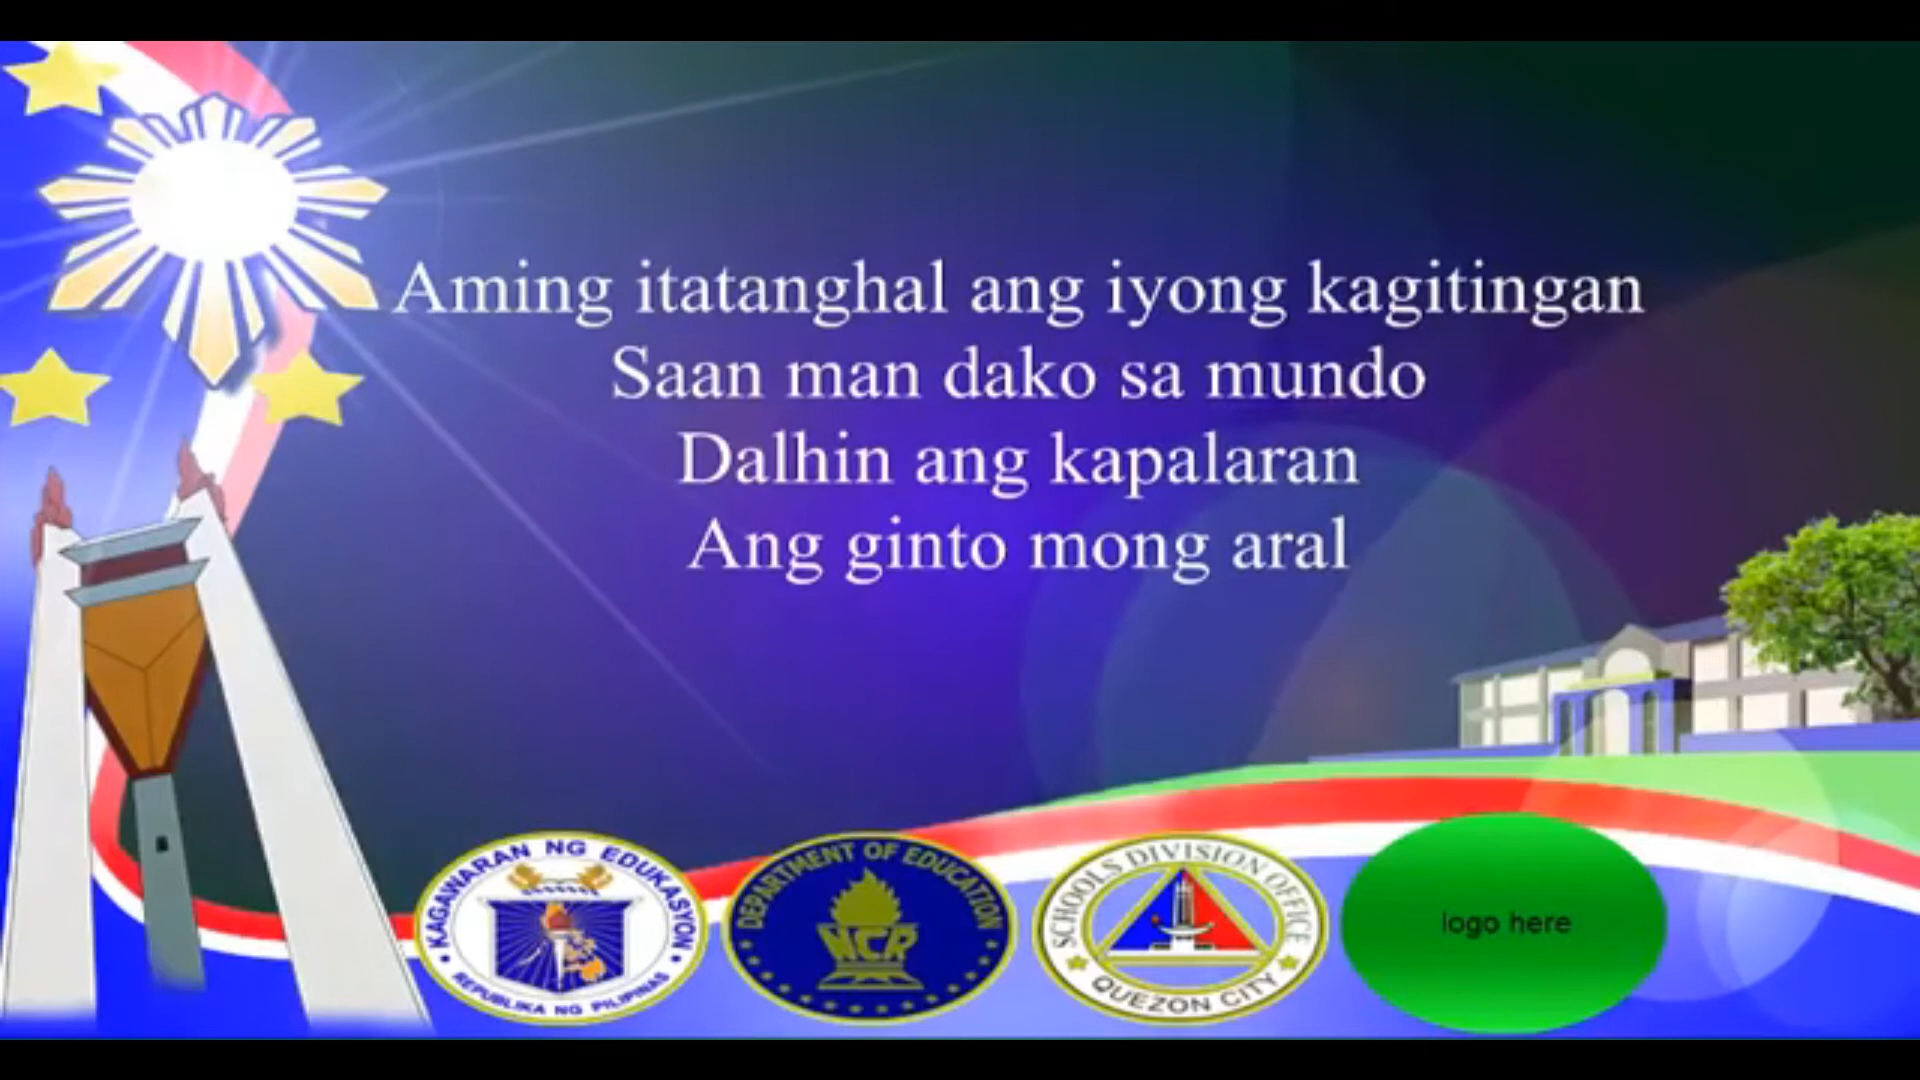 Aming itatanghal ang iyong kagitingan
Saan man dako sa mundo
Dalhin ang kapalaran
Ang ginto mong aral
KAGAWARAN NG EDUKASYON
REPUBLIKA NG PILIPINAS
DEPARTMENT OF EDUCATION
NCR
SCHOOLS DIVISION OFFICE
QUEZON CITY
logo here